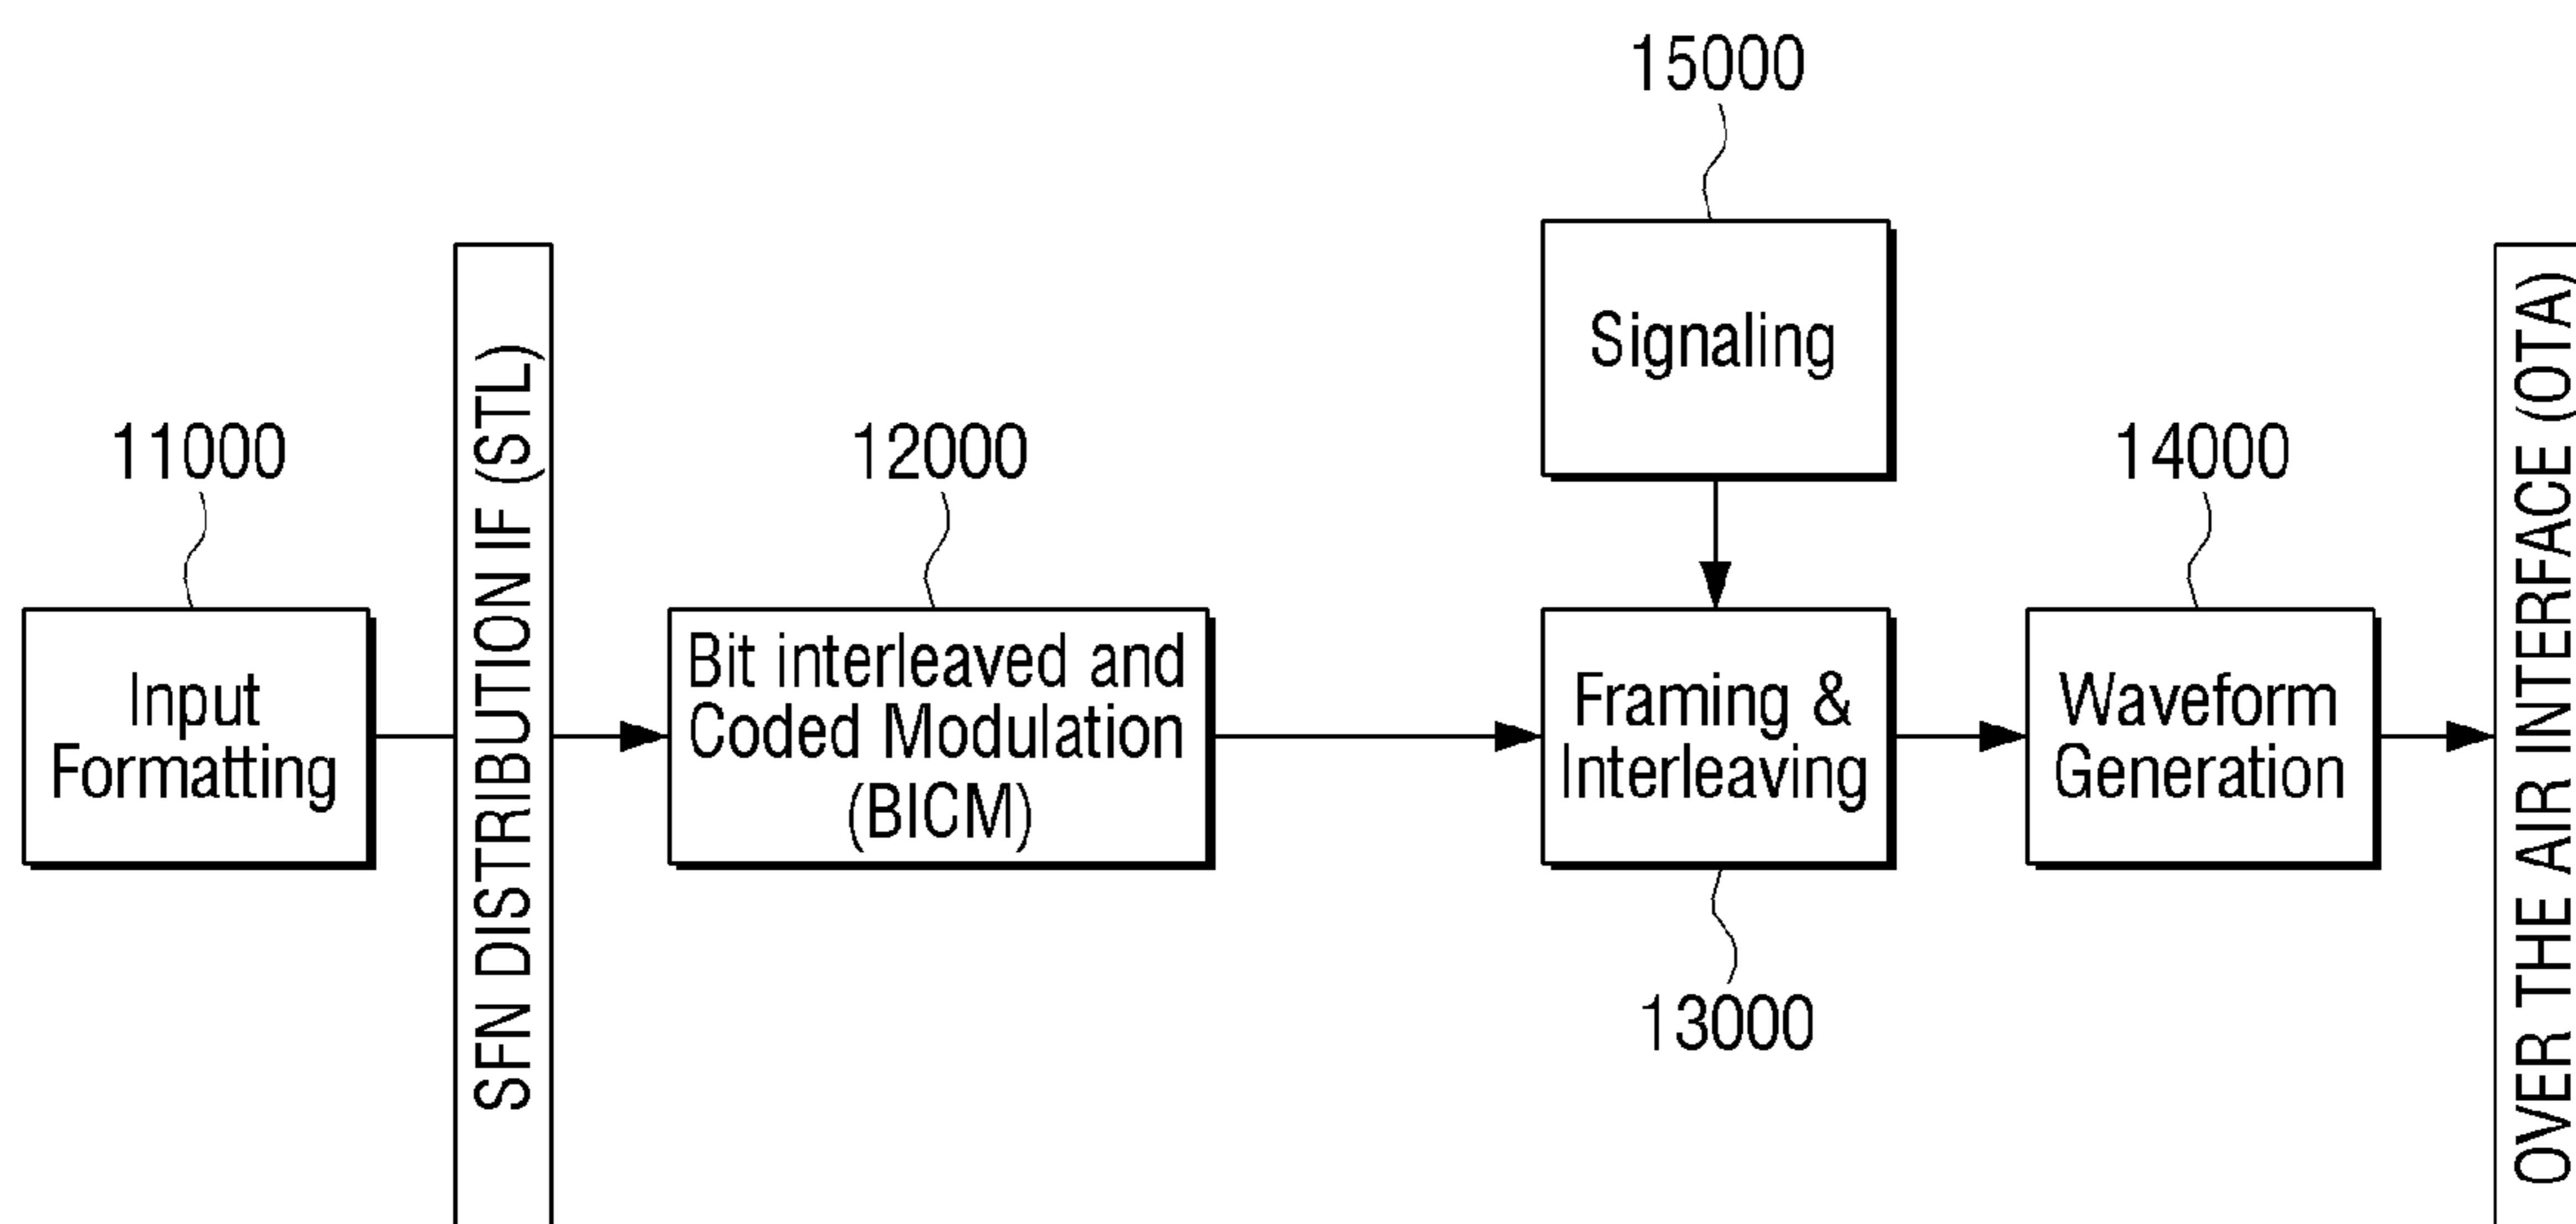 15000
Signaling
11000
Input
Formatting
SFN DISTRIBUTION IF (STL)
12000
Bit interleaved and
Coded Modulation
(BICM)
Framing &
Interleaving
13000
14000
Waveform
Generation
OVER THE AIR INTERFACE (OTA)